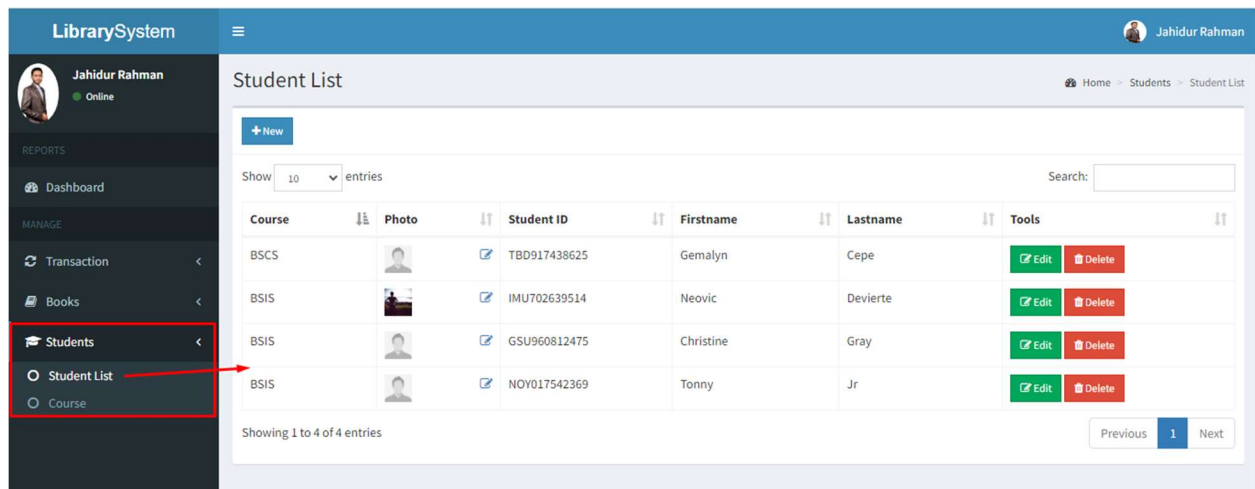 LibrarySystem
Jahidur Rahman
Jahidur Rahman
Online
REPORTS
Dashboard
MANAGE
Transaction
Books
Students
Student List
Course
Student List
Home > Students > Student List
+ New
Show 10 entries
Search:
Course Photo Student ID Firstname Lastname Tools
BSCS TBD917438625 Gemalyn Cepe Edit Delete
BSIS IMU702639514 Neovic Devierte Edit Delete
BSIS GSU960812475 Christine Gray Edit Delete
BSIS NOY017542369 Tonny Jr Edit Delete
Showing 1 to 4 of 4 entries
Previous 1 Next